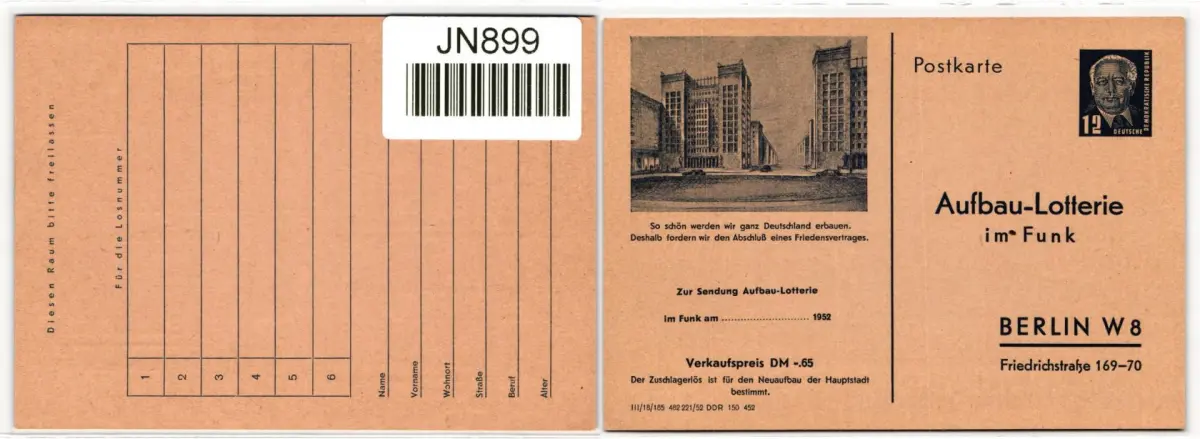 JN899
Diesen Raum bitte freilassen
Für die Losnummer
1
2
3
4
5
6
Name
Vorname
Wohnort
Straße
Beruf
Alter
So schön werden wir ganz Deutschland erbauen.
Deshalb fordern wir den Abschluß eines Friedensvertrages.
Zur Sendung Aufbau-Lotterie
im Funk am ............................ 1952
Verkaufspreis DM -.65
Der Zuschlagerlös ist für den Neuaufbau der Hauptstadt
bestimmt.
III/18/185 482 221/52 DDR 150 452
Postkarte
12
DEUTSCHE
DEMOKRATISCHE REPUBLIK
Aufbau-Lotterie
im Funk
BERLIN W 8
Friedrichstraße 169-70